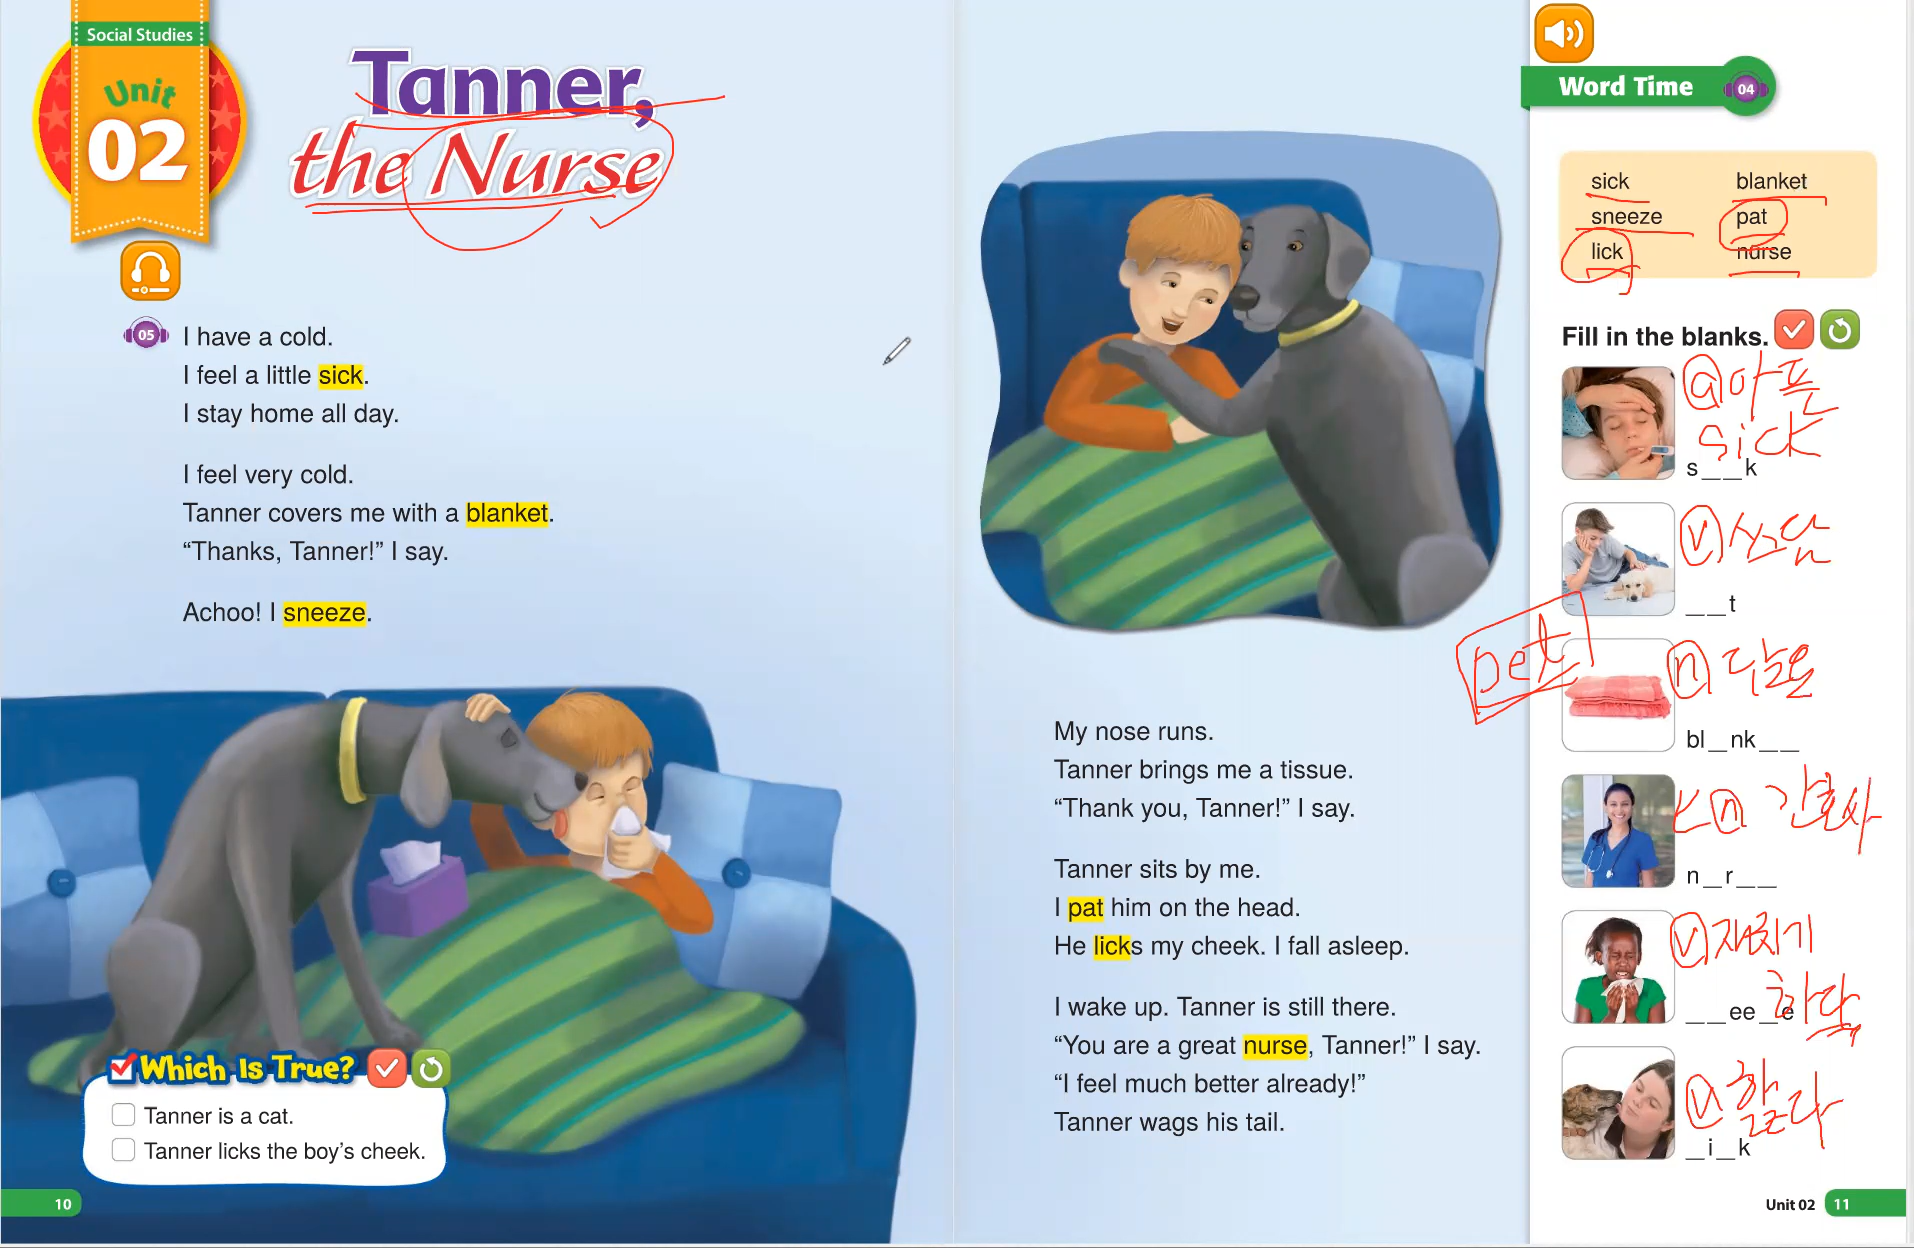 Social Studies
Unit
02
Tanner,
the Nurse
05
I have a cold.
I feel a little sick.
I stay home all day.
I feel very cold.
Tanner covers me with a blanket.
“Thanks, Tanner!” I say.
Achoo! I sneeze.
Which Is True?
Tanner is a cat.
Tanner licks the boy’s cheek.
10
My nose runs.
Tanner brings me a tissue.
“Thank you, Tanner!” I say.
Tanner sits by me.
I pat him on the head.
He licks my cheek. I fall asleep.
I wake up. Tanner is still there.
“You are a great nurse, Tanner!” I say.
“I feel much better already!”
Tanner wags his tail.
Word Time
04
sick blanket
sneeze pat
lick nurse
Fill in the blanks.
a 아픈
sick
s__k
v
__t
pet
n 담요
bl_nk__
n 간호사
n_r__
v 재채기
하다
__ee_e
v 핥다
_i_k
Unit 02 11